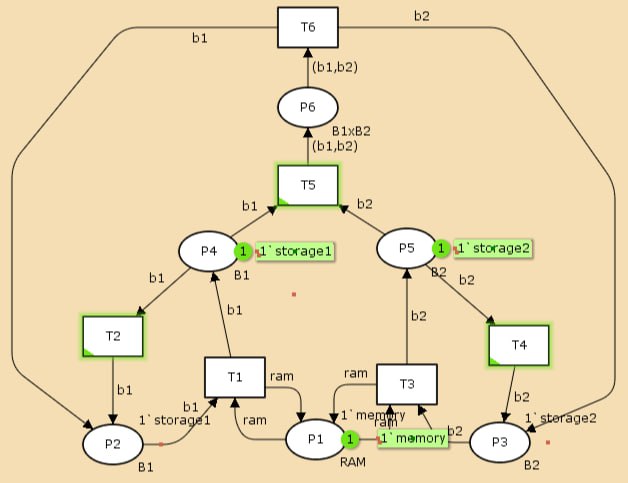 T6
b1
b2
(b1,b2)
P6
B1xB2
(b1,b2)
T5
b1
b2
P4
1
1`storage1
B1
P5
1
1`storage2
B2
b1
b2
b1
b2
T2
T4
T1
ram
ram
T3
b1
b2
b1
1`storage1
ram
1`memory
ram
1`storage2
P2
B1
P1
1
1`memory
RAM
b2
P3
B2